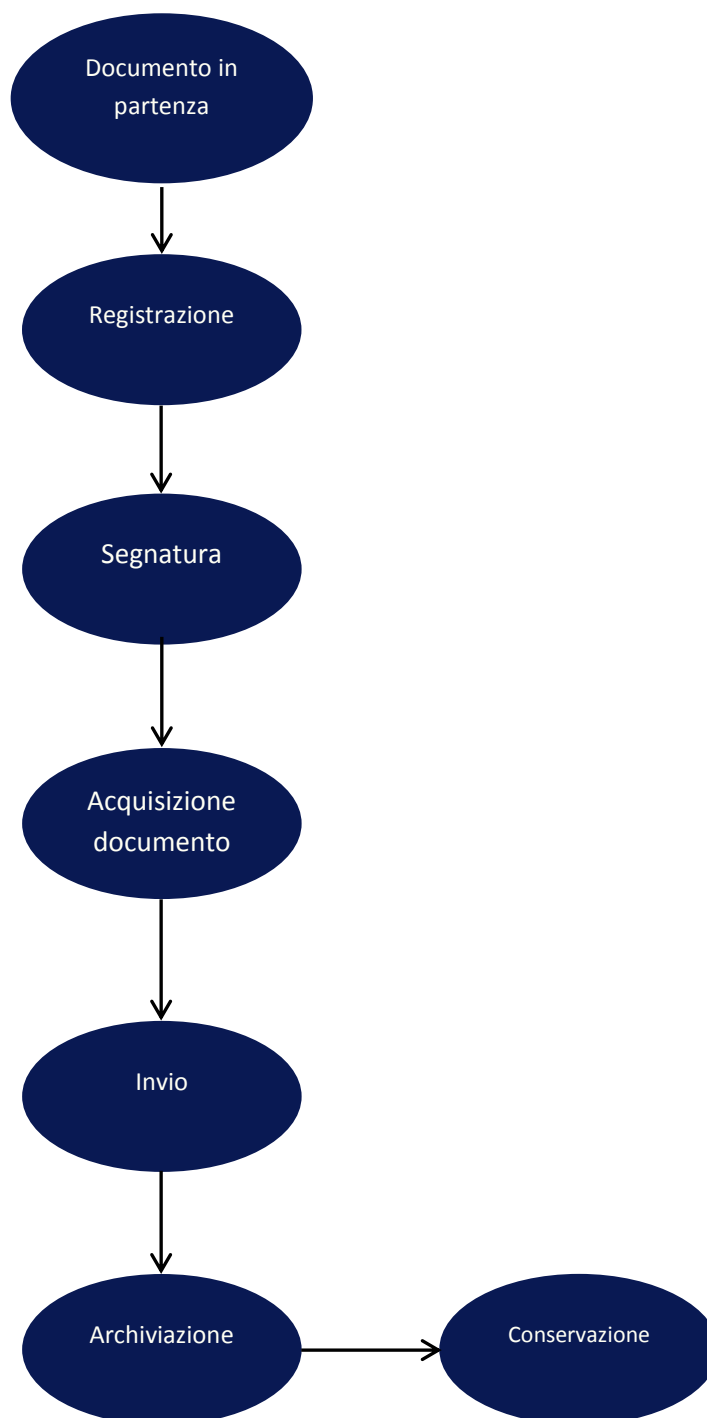 Documento in
partenza
Registrazione
Segnatura
Acquisizione
documento
Invio
Archiviazione
Conservazione